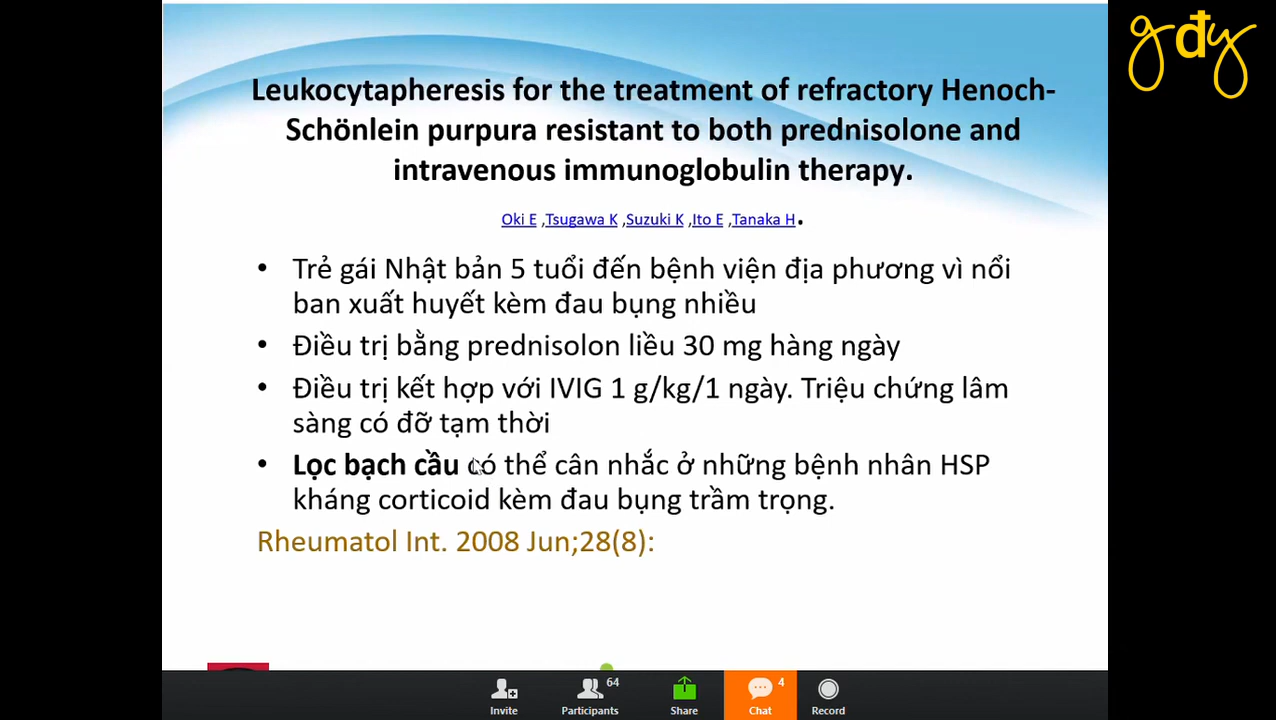 gdy
Leukocytapheresis for the treatment of refractory Henoch-
Schönlein purpura resistant to both prednisolone and
intravenous immunoglobulin therapy.
Oki E ,Tsugawa K ,Suzuki K ,Ito E ,Tanaka H.
• Trẻ gái Nhật bản 5 tuổi đến bệnh viện địa phương vì nổi
ban xuất huyết kèm đau bụng nhiều
• Điều trị bằng prednisolon liều 30 mg hàng ngày
• Điều trị kết hợp với IVIG 1 g/kg/1 ngày. Triệu chứng lâm
sàng có đỡ tạm thời
• Lọc bạch cầu có thể cân nhắc ở những bệnh nhân HSP
kháng corticoid kèm đau bụng trầm trọng.
Rheumatol Int. 2008 Jun;28(8):
64
4
Invite
Participants
Share
Chat
Record